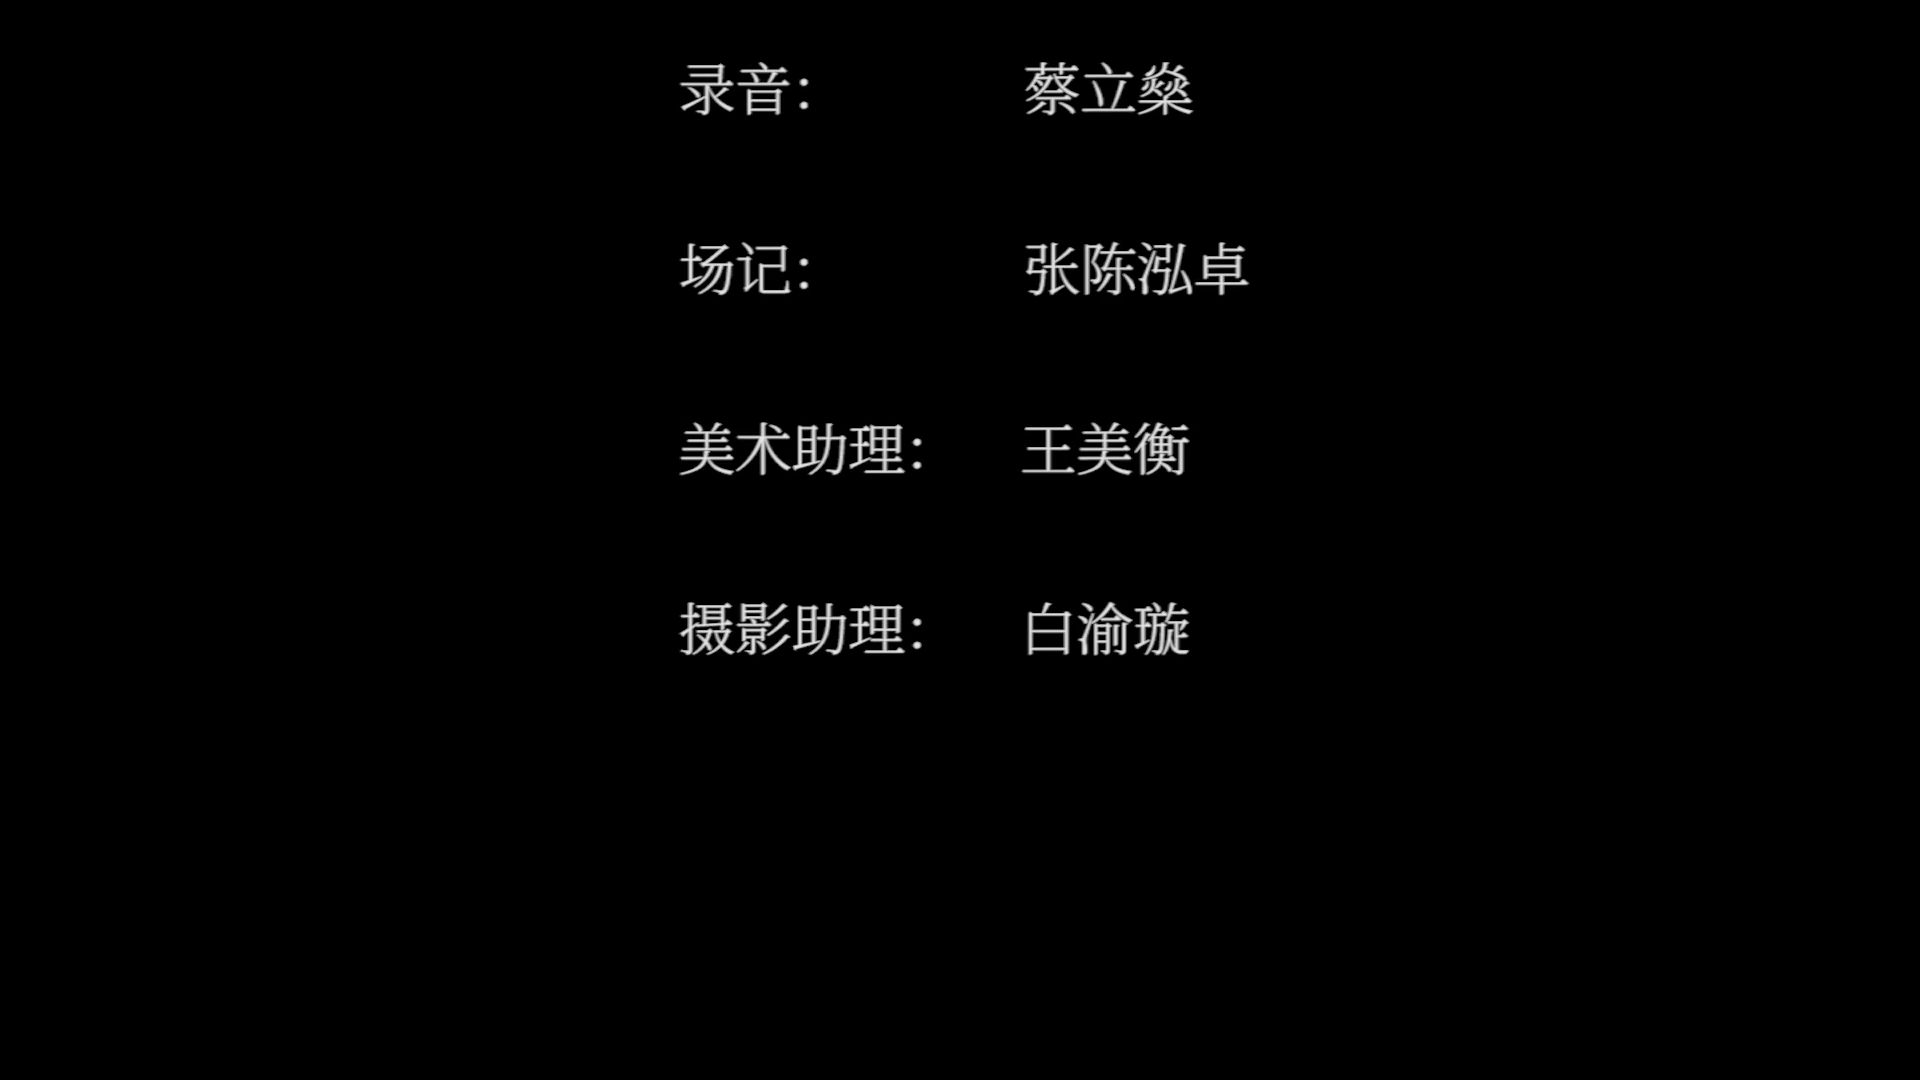 录音： 蔡立燊
场记： 张陈泓卓
美术助理： 王美衡
摄影助理： 白渝璇